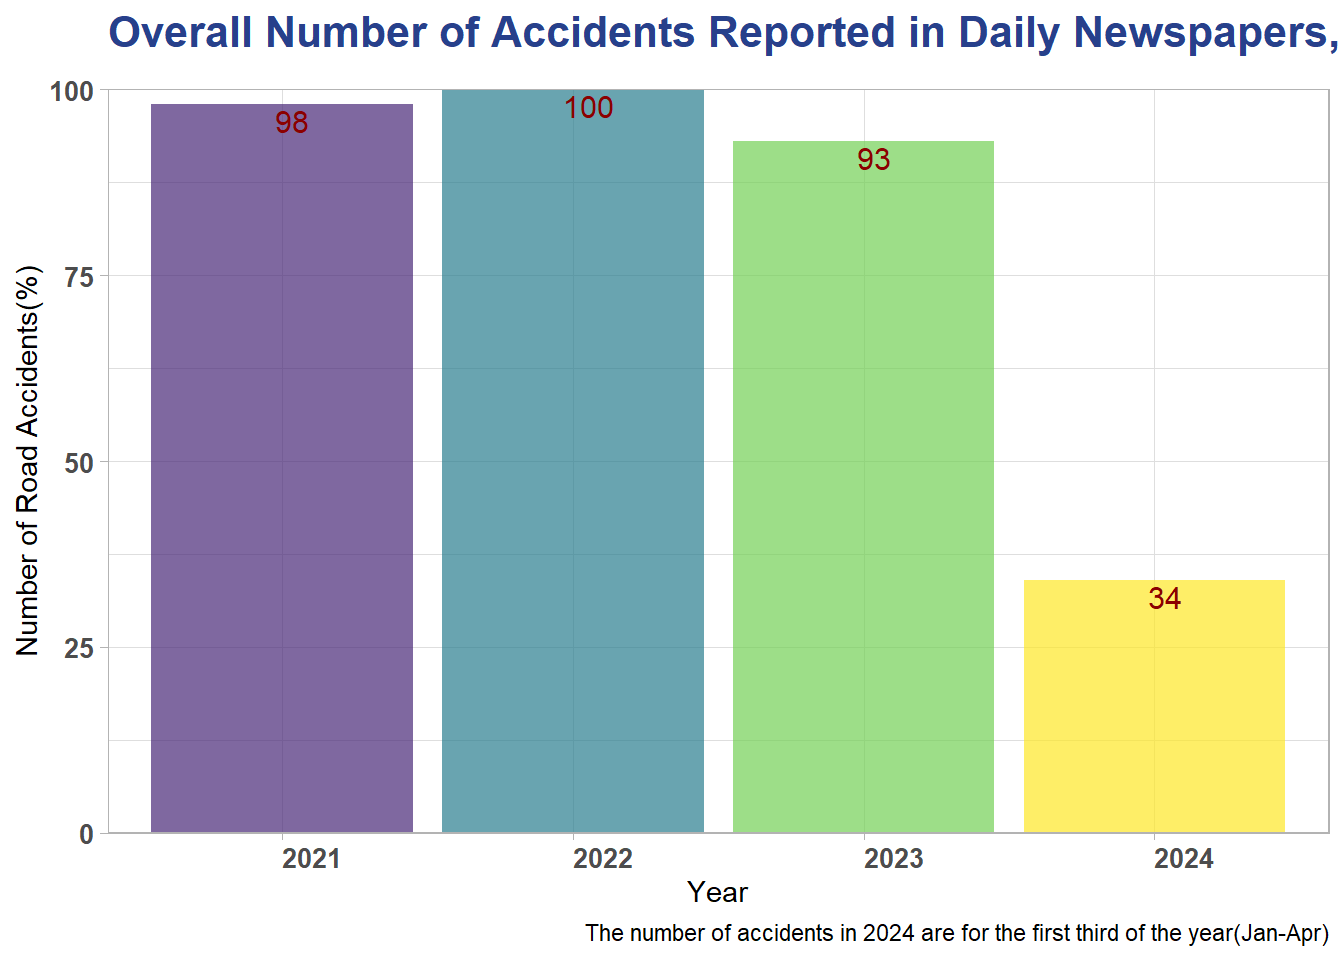 Overall Number of Accidents Reported in Daily Newspapers,
100
98
100
93
75
Number of Road Accidents(%)
50
34
25
0
2021 2022 2023 2024
Year
The number of accidents in 2024 are for the first third of the year(Jan-Apr)